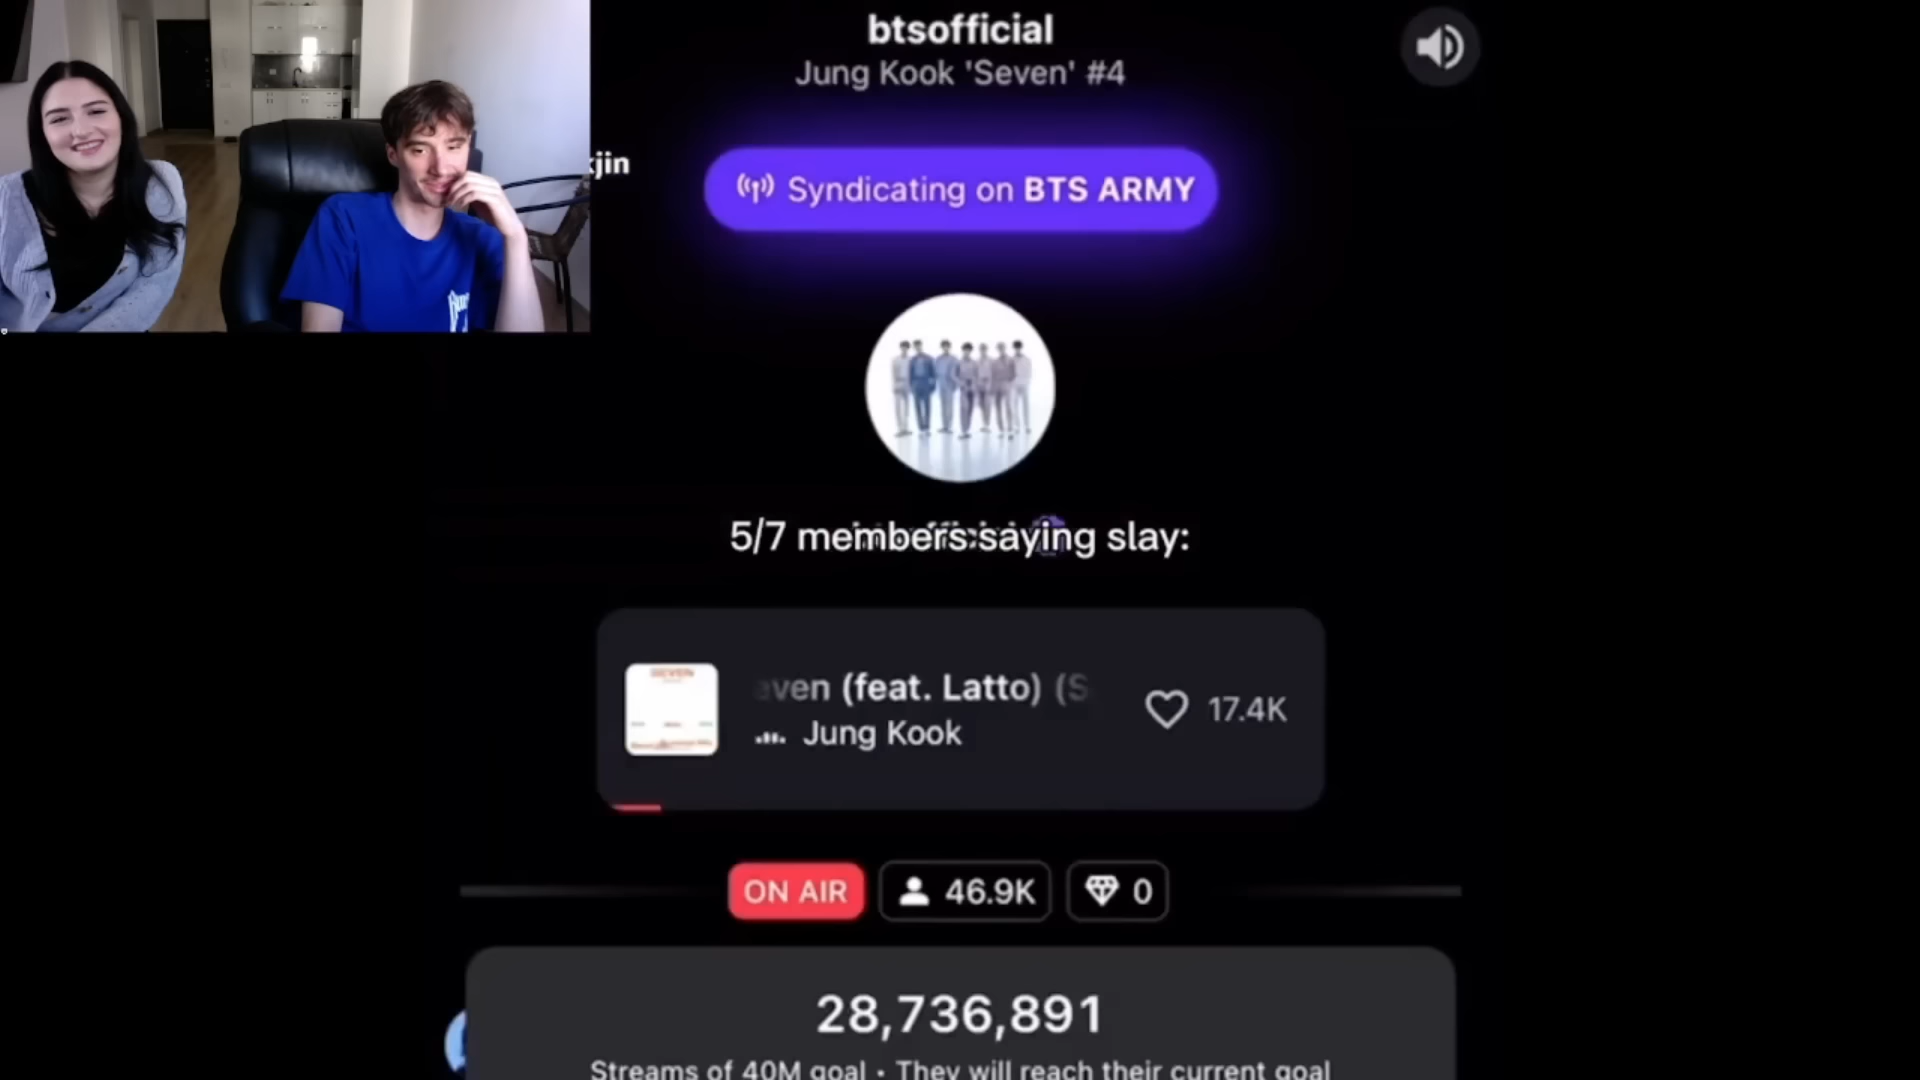 btsofficial
Jung Kook 'Seven' #4
kjin
Syndicating on BTS ARMY
5/7 members saying slay:
even (feat. Latto) (S
Jung Kook
17.4K
ON AIR
46.9K
0
28,736,891
Streams of 40M goal • They will reach their current goal